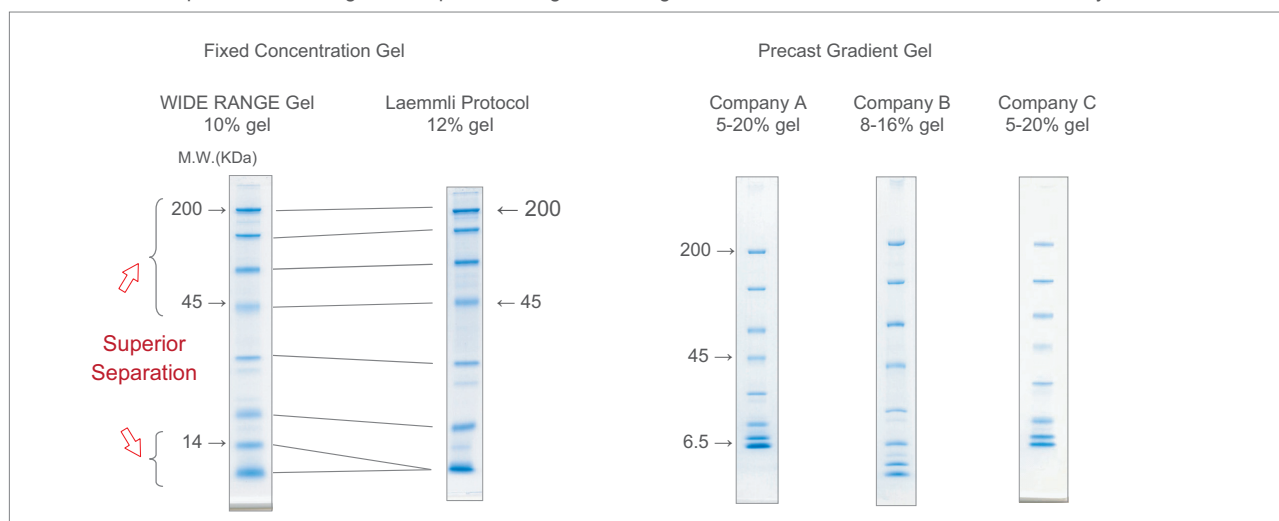 Fixed Concentration Gel
Precast Gradient Gel
WIDE RANGE Gel
10% gel
Laemmli Protocol
12% gel
Company A
5-20% gel
Company B
8-16% gel
Company C
5-20% gel
M.W.(KDa)
200 →
← 200
200 →
45 →
← 45
45 →
Superior
Separation
14 →
6.5 →